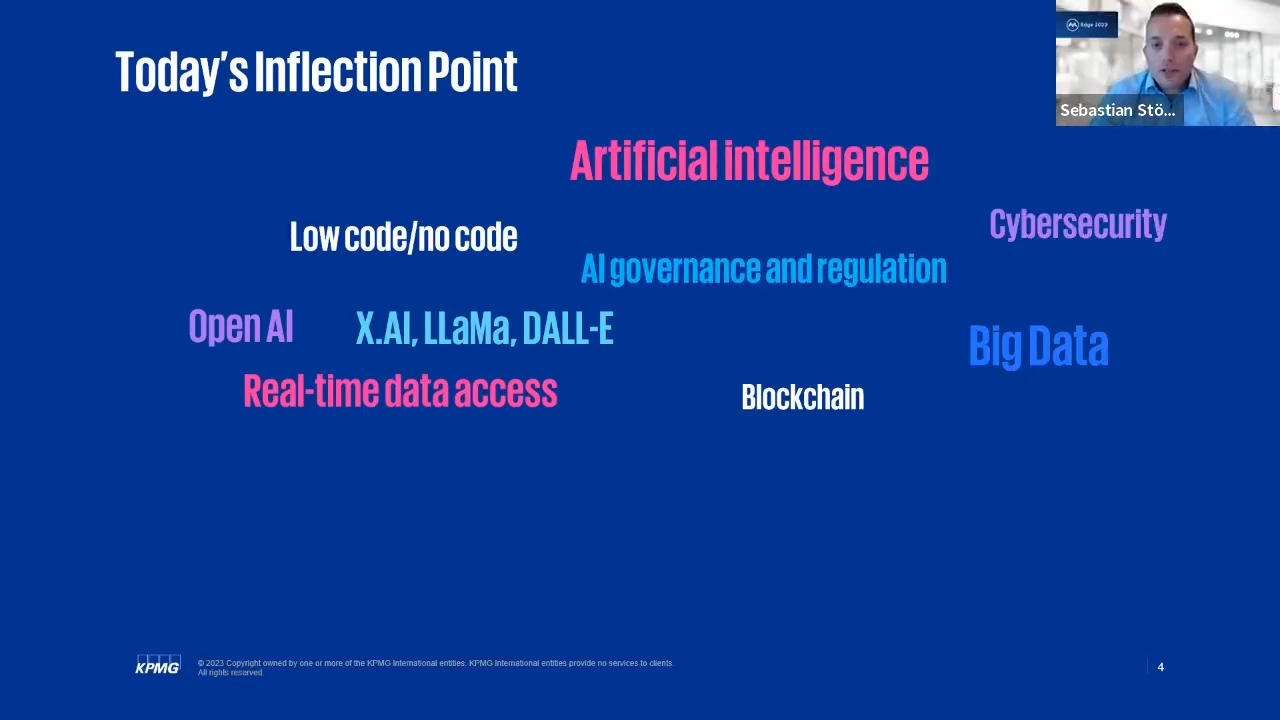 Today's Inflection Point
Edge 2023
Sebastian Stö...
Artificial intelligence
Cybersecurity
Low code/no code
AI governance and regulation
Open AI
X.AI, LLaMa, DALL-E
Big Data
Real-time data access
Blockchain
KPMG
© 2023 Copyright owned by one or more of the KPMG International entities. KPMG International entities provide no services to clients.
All rights reserved.
4